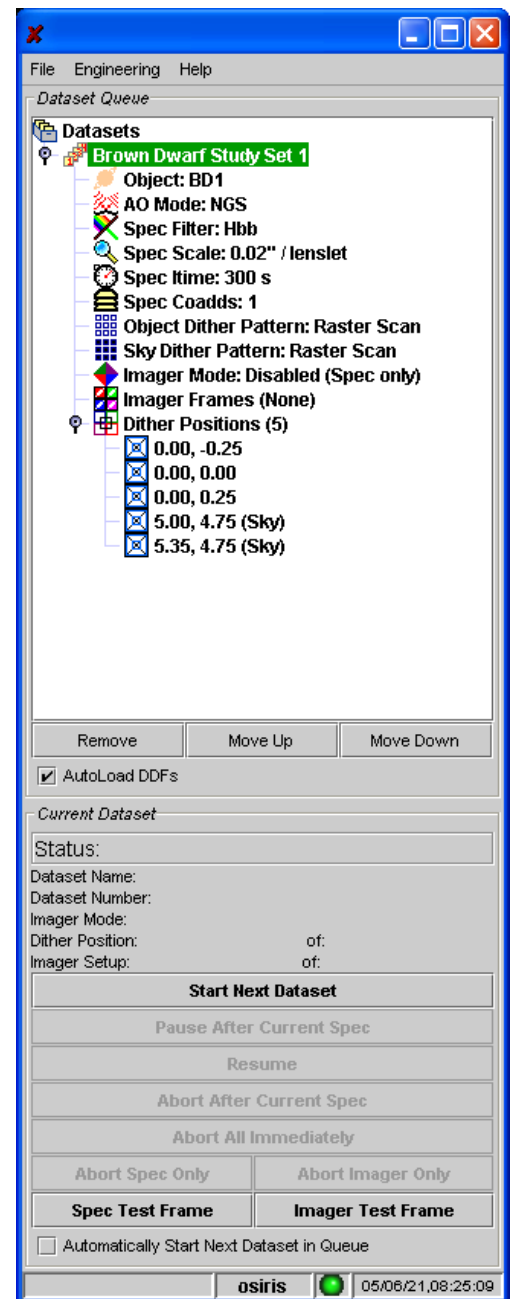 File Engineering Help
Dataset Queue
Datasets
Brown Dwarf Study Set 1
Object: BD1
AO Mode: NGS
Spec Filter: Hbb
Spec Scale: 0.02" / lenslet
Spec Itime: 300 s
Spec Coadds: 1
Object Dither Pattern: Raster Scan
Sky Dither Pattern: Raster Scan
Imager Mode: Disabled (Spec only)
Imager Frames (None)
Dither Positions (5)
0.00, -0.25
0.00, 0.00
0.00, 0.25
5.00, 4.75 (Sky)
5.35, 4.75 (Sky)
Remove Move Up Move Down
AutoLoad DDFs
Current Dataset
Status:
Dataset Name:
Dataset Number:
Imager Mode:
Dither Position: of:
Imager Setup: of:
Start Next Dataset
Pause After Current Spec
Resume
Abort After Current Spec
Abort All Immediately
Abort Spec Only Abort Imager Only
Spec Test Frame Imager Test Frame
Automatically Start Next Dataset in Queue
osiris 05/06/21,08:25:09